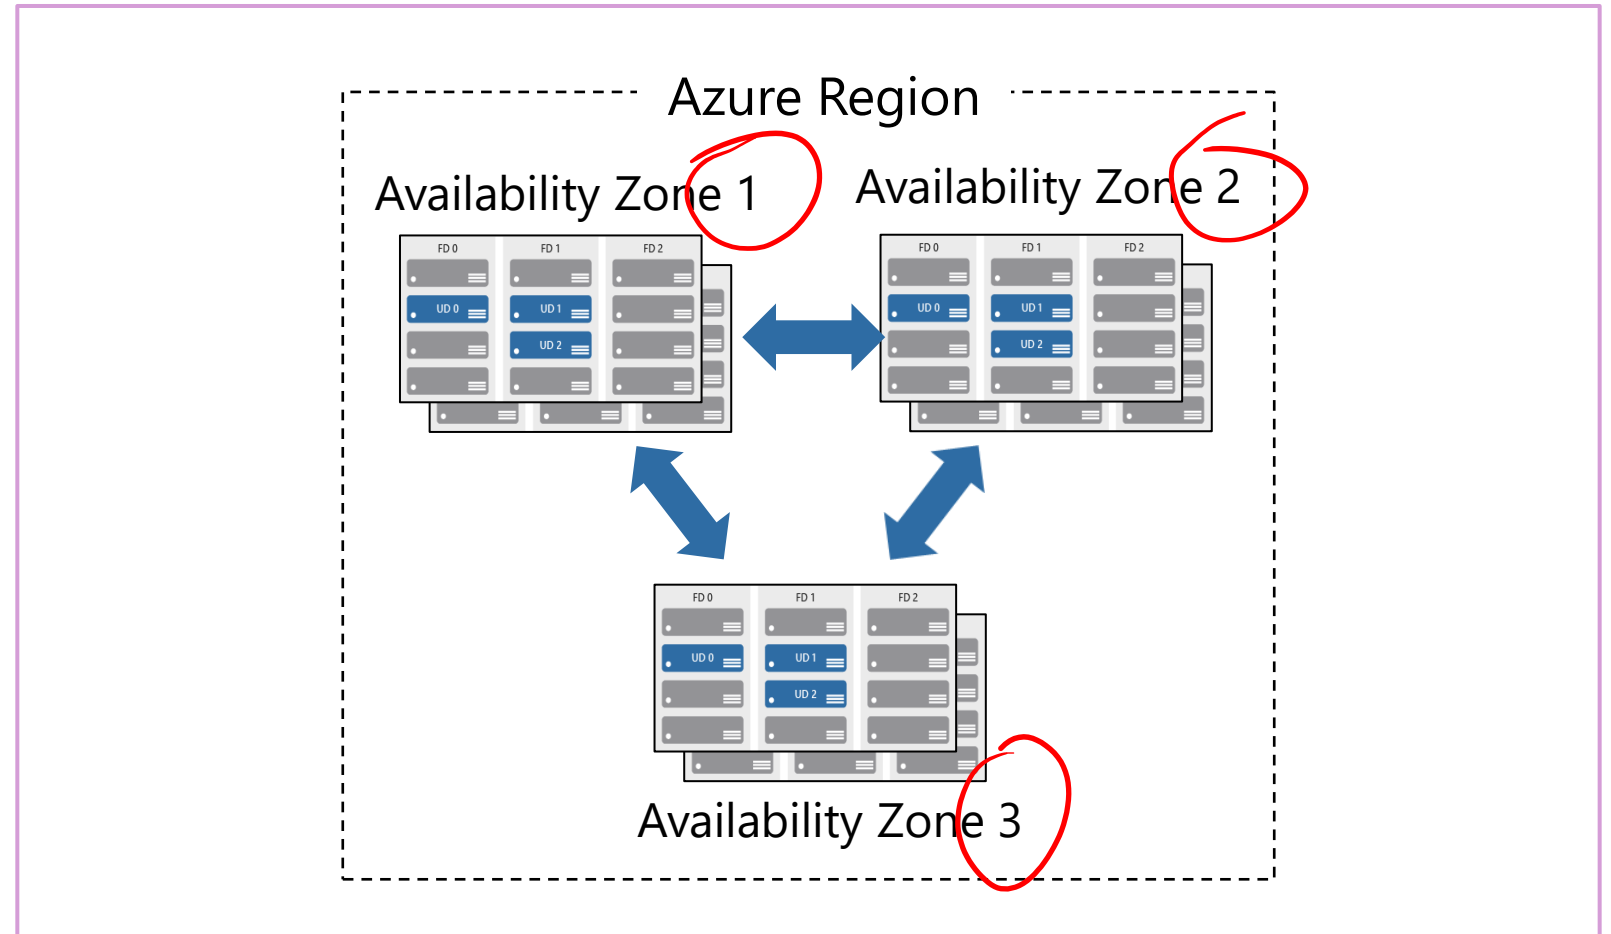 Azure Region
Availability Zone 1
Availability Zone 2
FD 0 FD 1 FD 2
UD 0 UD 1
UD 2
FD 0 FD 1 FD 2
UD 0 UD 1
UD 2
FD 0 FD 1 FD 2
UD 0 UD 1
UD 2
Availability Zone 3